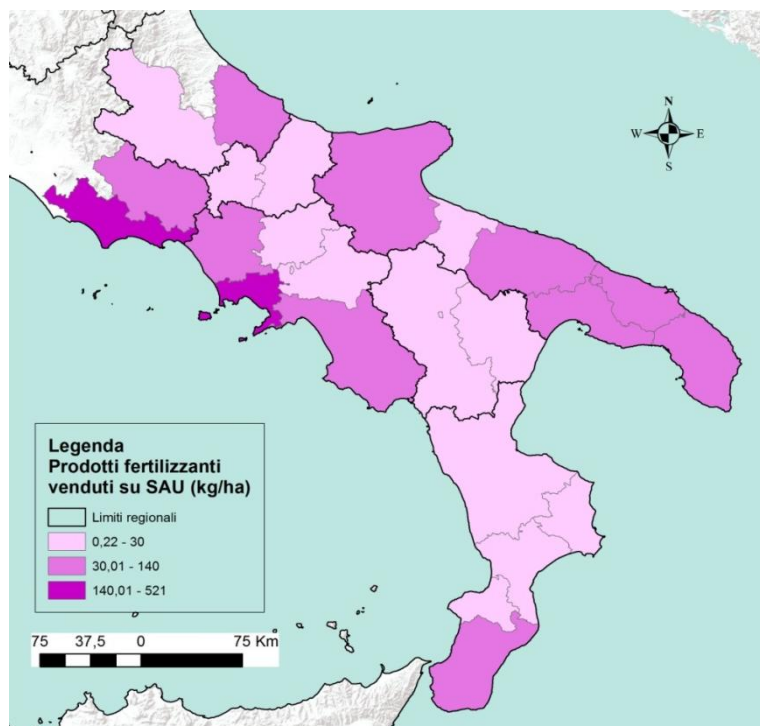 N
W E
S
Legenda
Prodotti fertilizzanti
venduti su SAU (kg/ha)
Limiti regionali
0,22 - 30
30,01 - 140
140,01 - 521
75 37,5 0 75 Km